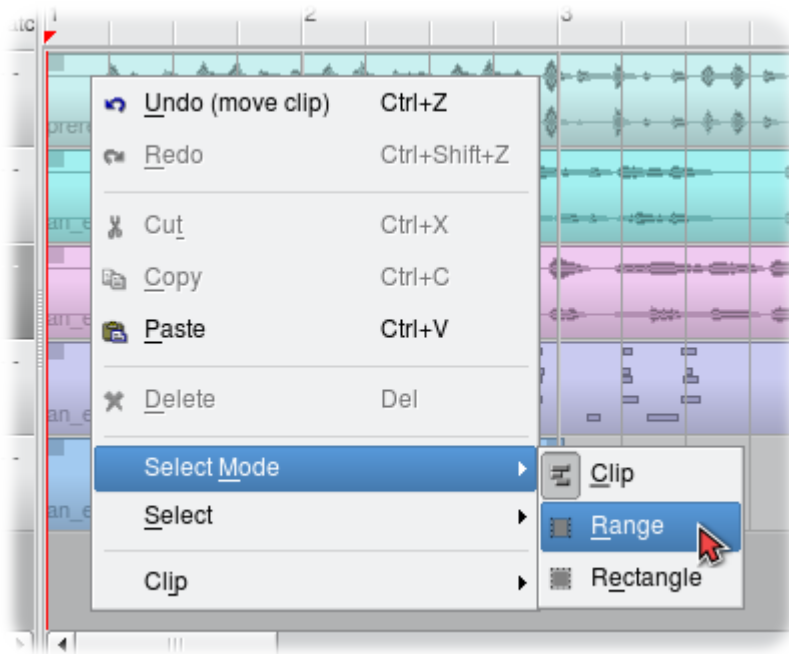 1 2 3
Undo (move clip) Ctrl+Z
Redo Ctrl+Shift+Z
Cut Ctrl+X
Copy Ctrl+C
Paste Ctrl+V
Delete Del
Select Mode
Clip
Select
Range
Clip
Rectangle